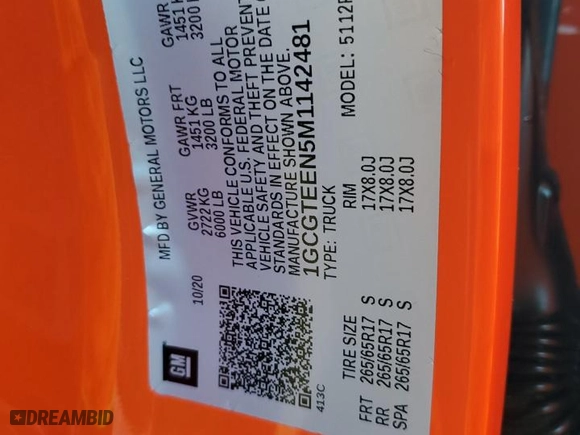 MFD BY GENERAL MOTORS LLC
GM
10/20
GVWR GAWR FRT GAWR
2722 KG 1451 KG 1451 K
6000 LB 3200 LB 3200
THIS VEHICLE CONFORMS TO ALL
APPLICABLE U.S. FEDERAL MOTOR
VEHICLE SAFETY AND THEFT PREVENT
STANDARDS IN EFFECT ON THE DATE O
MANUFACTURE SHOWN ABOVE.
1GCGTEEN5M1142481
TYPE: TRUCK
413C
5112
TIRE SIZE RIM
FRT 265/65R17 S 17X8.0J
RR 265/65R17 S 17X8.0J
SPA 265/65R17 S 17X8.0J
DREAMBID